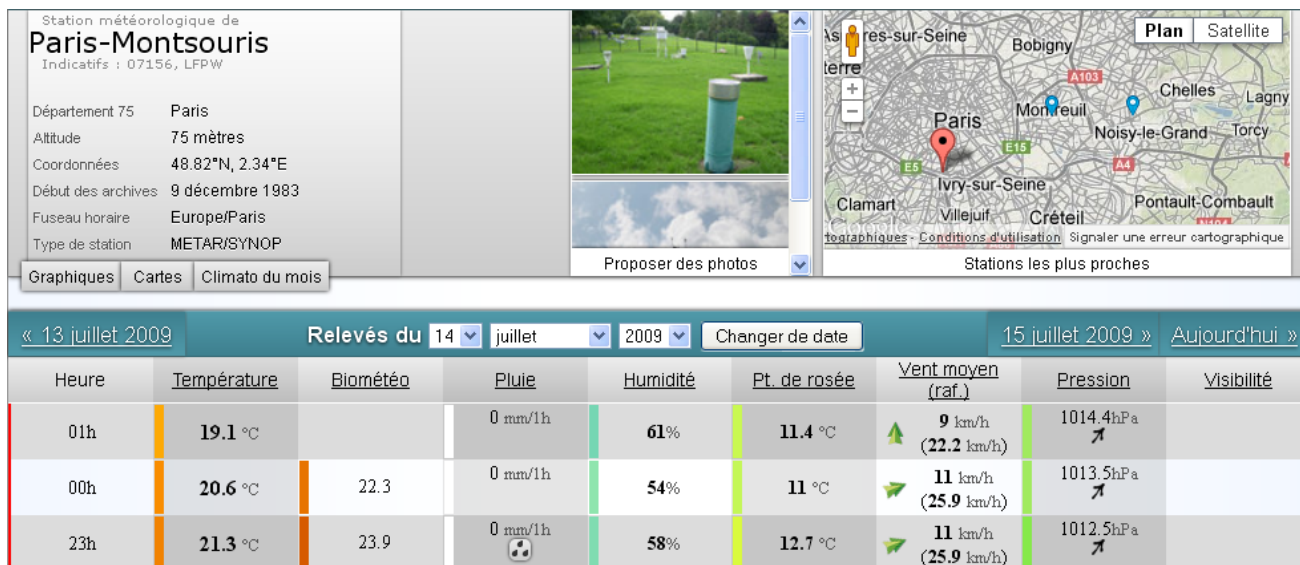 Station météorologique de
Paris-Montsouris
Indicatifs : 07156, LFPW
Département 75 Paris
Altitude 75 mètres
Coordonnées 48.82°N, 2.34°E
Début des archives 9 décembre 1983
Fuseau horaire Europe/Paris
Type de station METAR/SYNOP
Graphiques Cartes Climato du mois
Proposer des photos
res-sur-Seine
Bobigny
Plan Satellite
terre
A103
Chelles
Lagny
Montreuil
Paris
Noisy-le-Grand
Torcy
E15
E5
A4
Ivry-sur-Seine
Clamart
Villejuif
Créteil
Pontault-Combault
Google
tographiques - Conditions d'utilisation Signaler une erreur cartographique
Stations les plus proches
« 13 juillet 2009 Relevés du 14 juillet 2009 Changer de date 15 juillet 2009 » Aujourd'hui »
Heure Température Biométéo Pluie Humidité Pt. de rosée Vent moyen (raf.) Pression Visibilité
01h 19.1 °C 0 mm/1h 61% 11.4 °C 9 km/h (22.2 km/h) 1014.4hPa
00h 20.6 °C 22.3 0 mm/1h 54% 11 °C 11 km/h (25.9 km/h) 1013.5hPa
23h 21.3 °C 23.9 0 mm/1h 58% 12.7 °C 11 km/h (25.9 km/h) 1012.5hPa